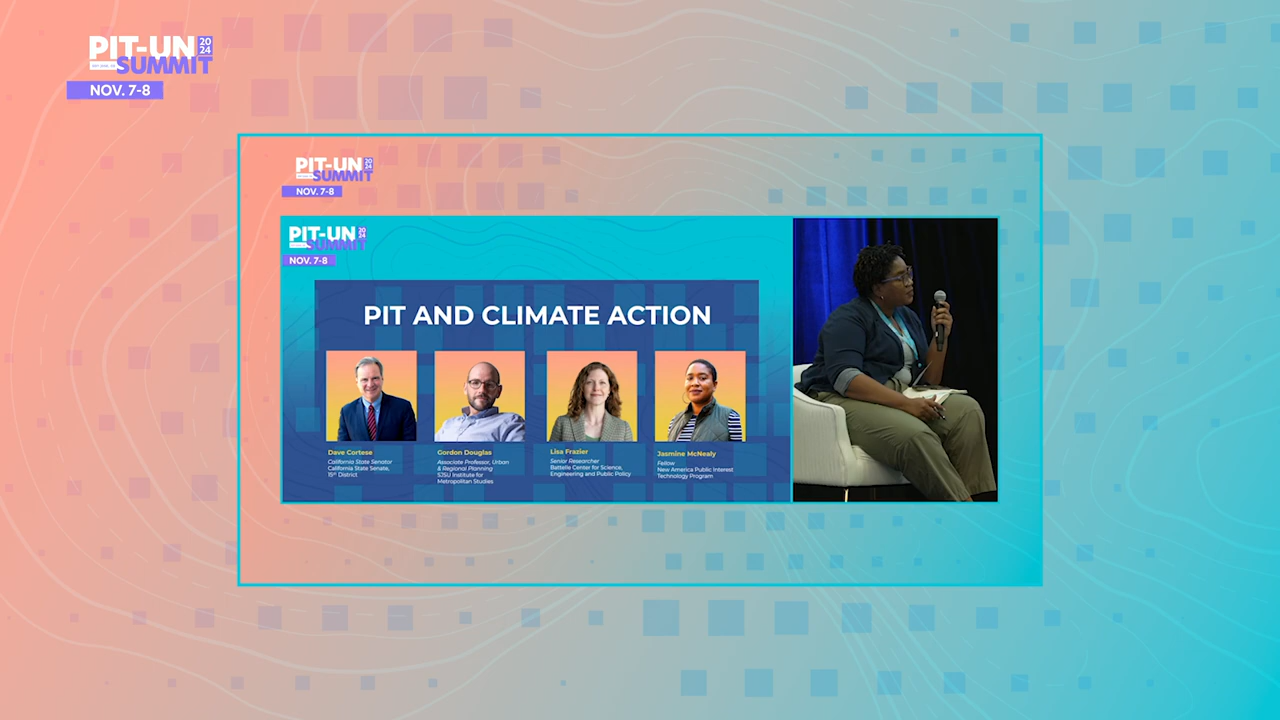 PIT-UN 20
24
SUMMIT
NOV. 7-8
PIT-UN
SUMMIT
NOV. 7-8
PIT-UN
SUMMIT
NOV. 7-8
PIT AND CLIMATE ACTION
Dave Cortese
California State Senator
California State Senate,
15th District
Gordon Douglas
Associate Professor, Urban
& Regional Planning
SJSU Institute for
Metropolitan Studies
Lisa Frazier
Senior Researcher
Battelle Center for Science,
Engineering and Public Policy
Jasmine McNealy
Fellow
New America Public Interest
Technology Program